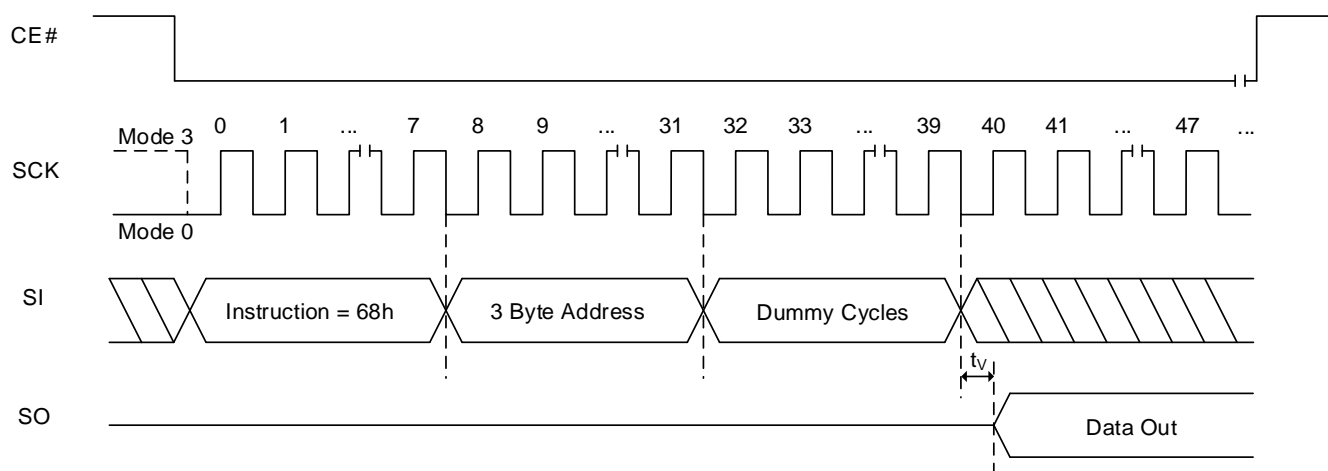 CE#
Mode 3 0 1 ... 7 8 9 ... 31 32 33 ... 39 40 41 ... 47 ...
SCK
Mode 0
SI Instruction = 68h 3 Byte Address Dummy Cycles
tV
SO Data Out